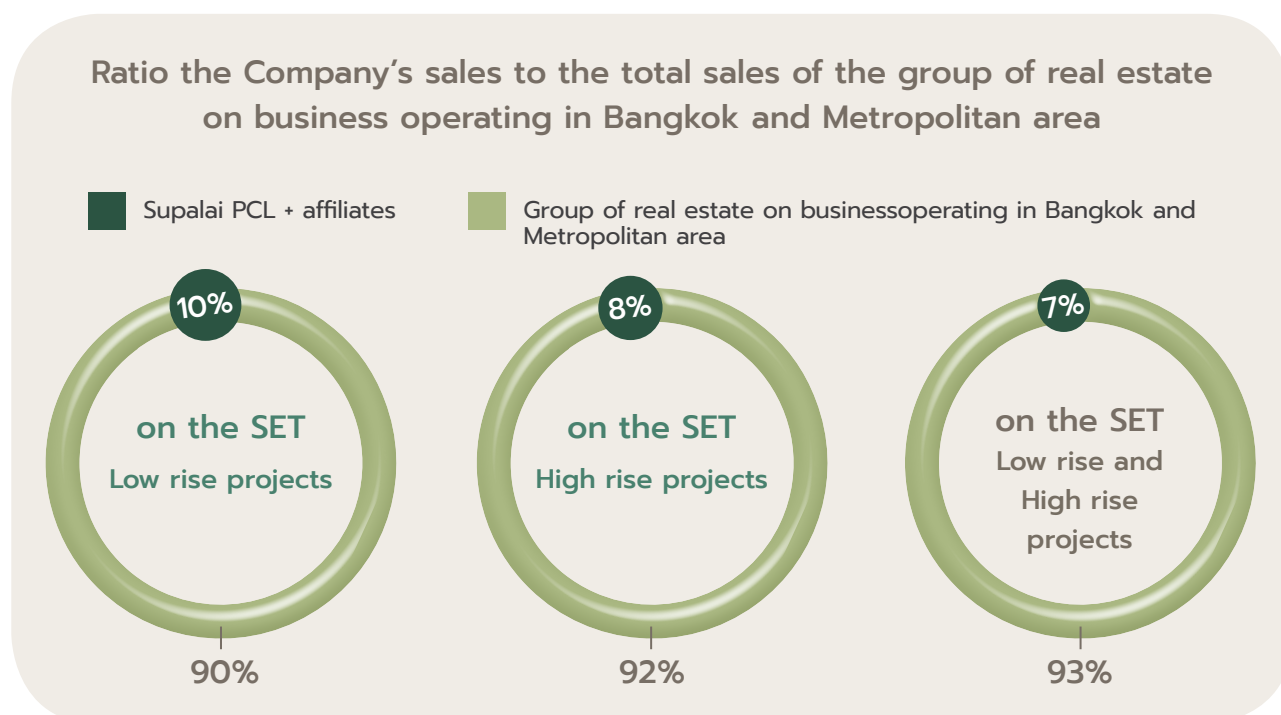 Ratio the Company’s sales to the total sales of the group of real estate
on business operating in Bangkok and Metropolitan area
Supalai PCL + affiliates
Group of real estate on businessoperating in Bangkok and
Metropolitan area
10%
on the SET
Low rise projects
90%
8%
on the SET
High rise projects
92%
7%
on the SET
Low rise and
High rise
projects
93%